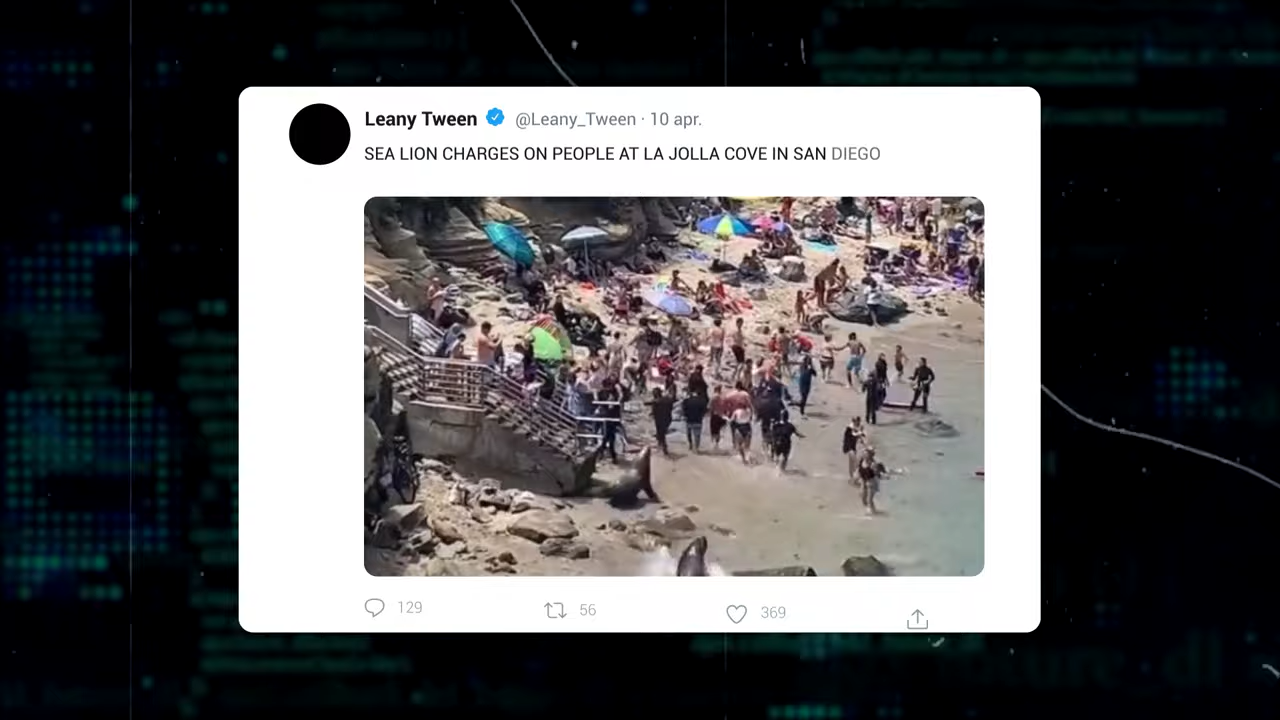 Leany Tween @Leany_Tween · 10 apr.
SEA LION CHARGES ON PEOPLE AT LA JOLLA COVE IN SAN DIEGO
129 56 369